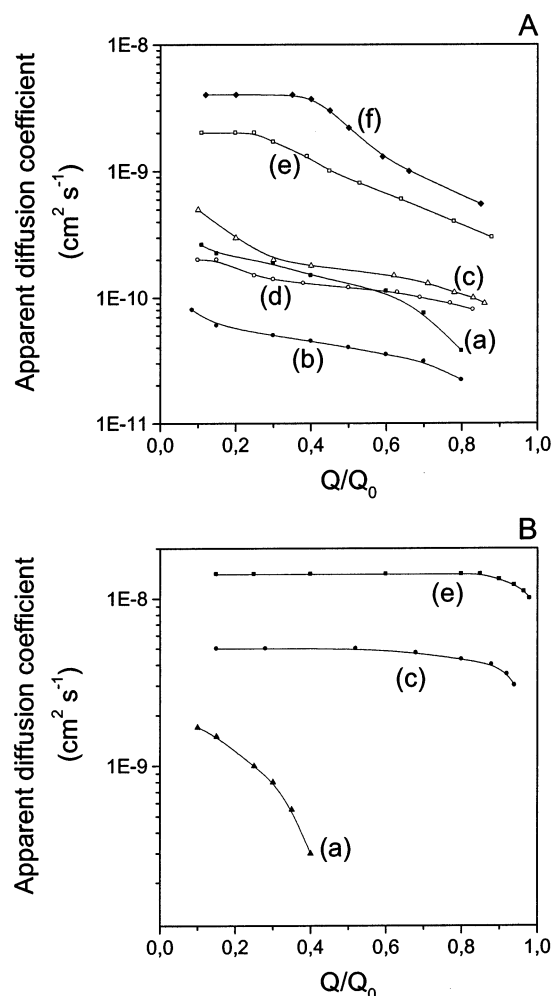 A
Apparent diffusion coefficient
(cm² s⁻¹)
1E-8
1E-9
1E-10
1E-11
(f)
(e)
(c)
(d)
(a)
(b)
0,0 0,2 0,4 0,6 0,8 1,0
Q/Q₀
B
Apparent diffusion coefficient
(cm² s⁻¹)
1E-8
1E-9
(e)
(c)
(a)
0,0 0,2 0,4 0,6 0,8 1,0
Q/Q₀